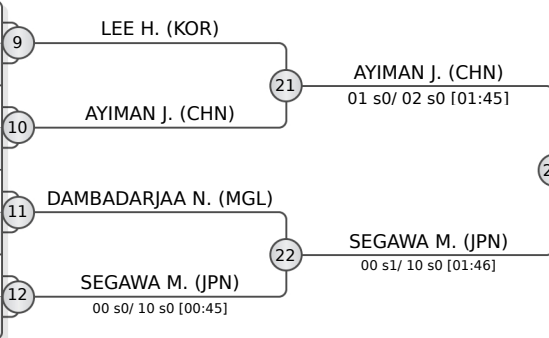 LEE H. (KOR)
9
21
AYIMAN J. (CHN)
01 s0/ 02 s0 [01:45]
AYIMAN J. (CHN)
10
DAMBADARJAA N. (MGL)
11
22
SEGAWA M. (JPN)
00 s1/ 10 s0 [01:46]
SEGAWA M. (JPN)
12
00 s0/ 10 s0 [00:45]